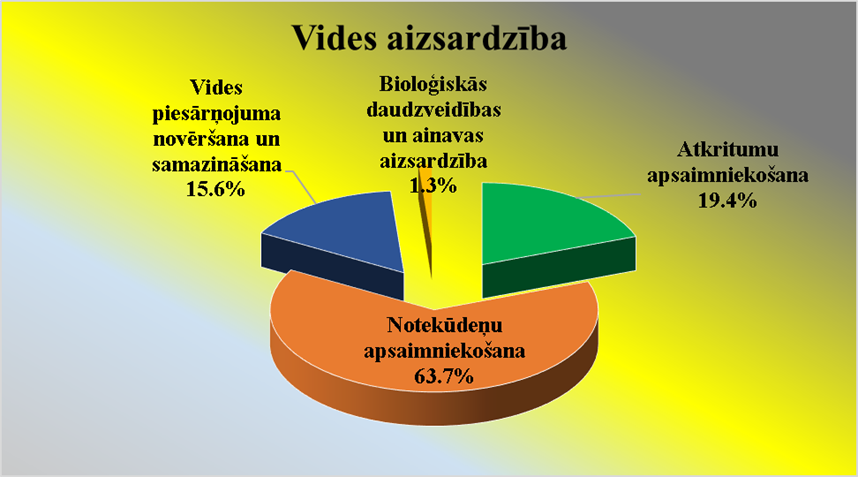 Vides aizsardzība
Vides
piesārņojuma
novēršana un
samazināšana
15.6%
Bioloģiskās
daudzveidības
un ainavas
aizsardzība
1.3%
Atkritumu
apsaimniekošana
19.4%
Notekūdeņu
apsaimniekošana
63.7%